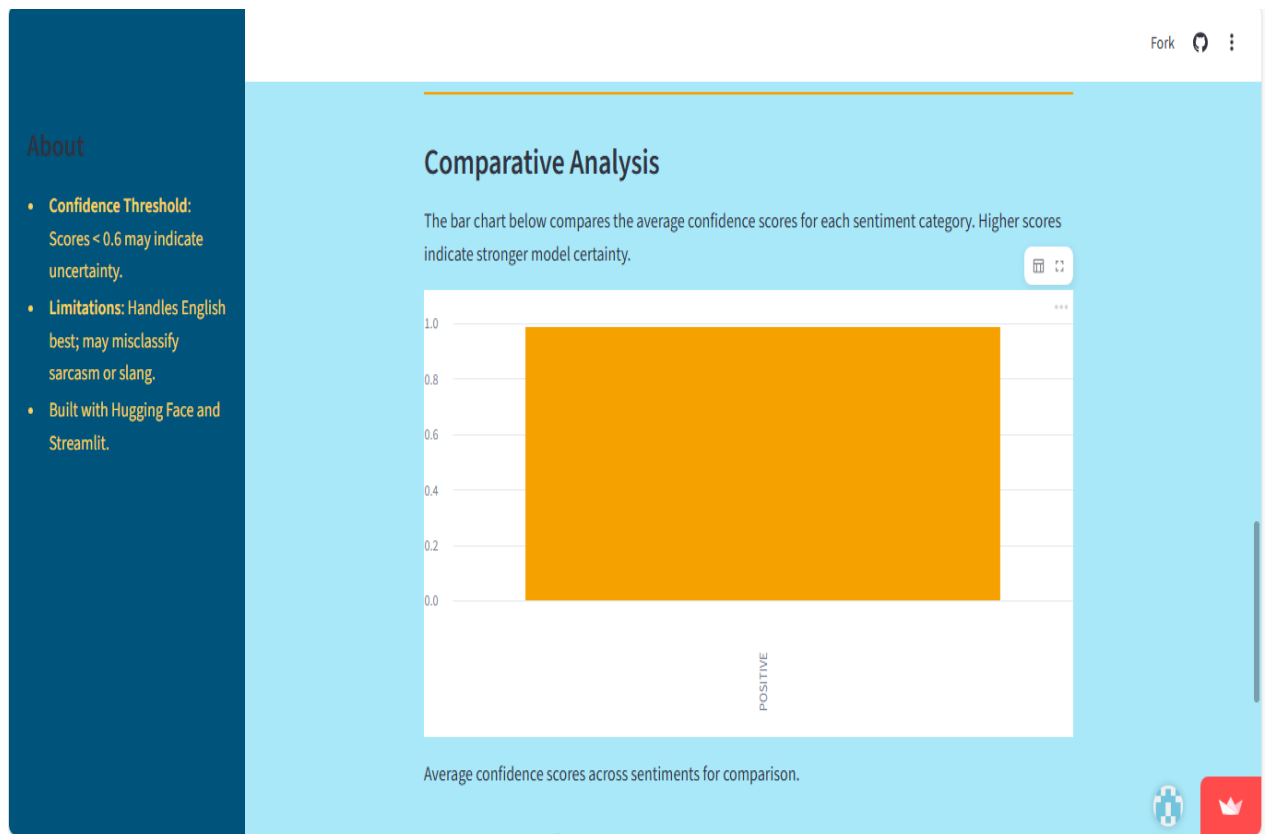 Fork
About
• Confidence Threshold:
Scores < 0.6 may indicate
uncertainty.
• Limitations: Handles English
best; may misclassify
sarcasm or slang.
• Built with Hugging Face and
Streamlit.
Comparative Analysis
The bar chart below compares the average confidence scores for each sentiment category. Higher scores
indicate stronger model certainty.
1.0
0.8
0.6
0.4
0.2
0.0
POSITIVE
Average confidence scores across sentiments for comparison.